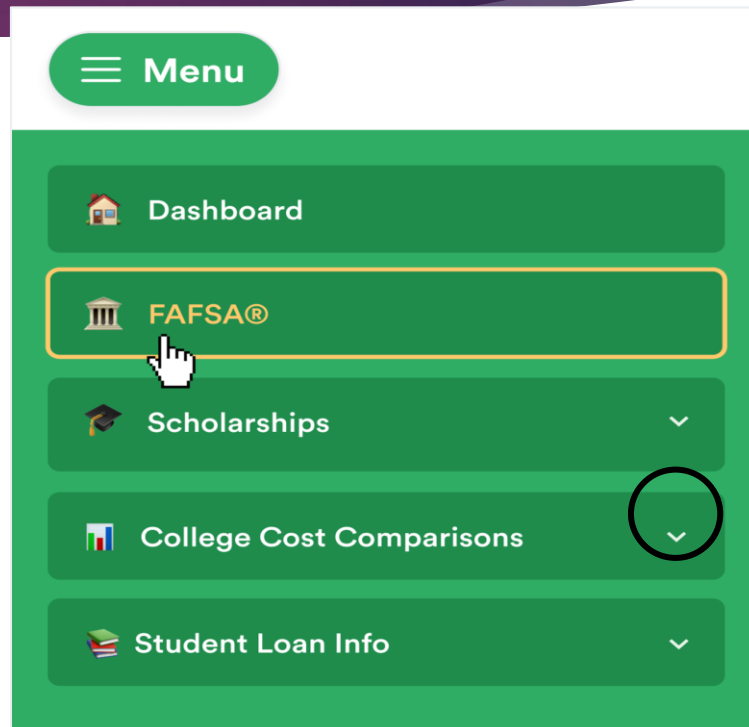 Menu
Dashboard
FAFSA®
Scholarships
College Cost Comparisons
Student Loan Info